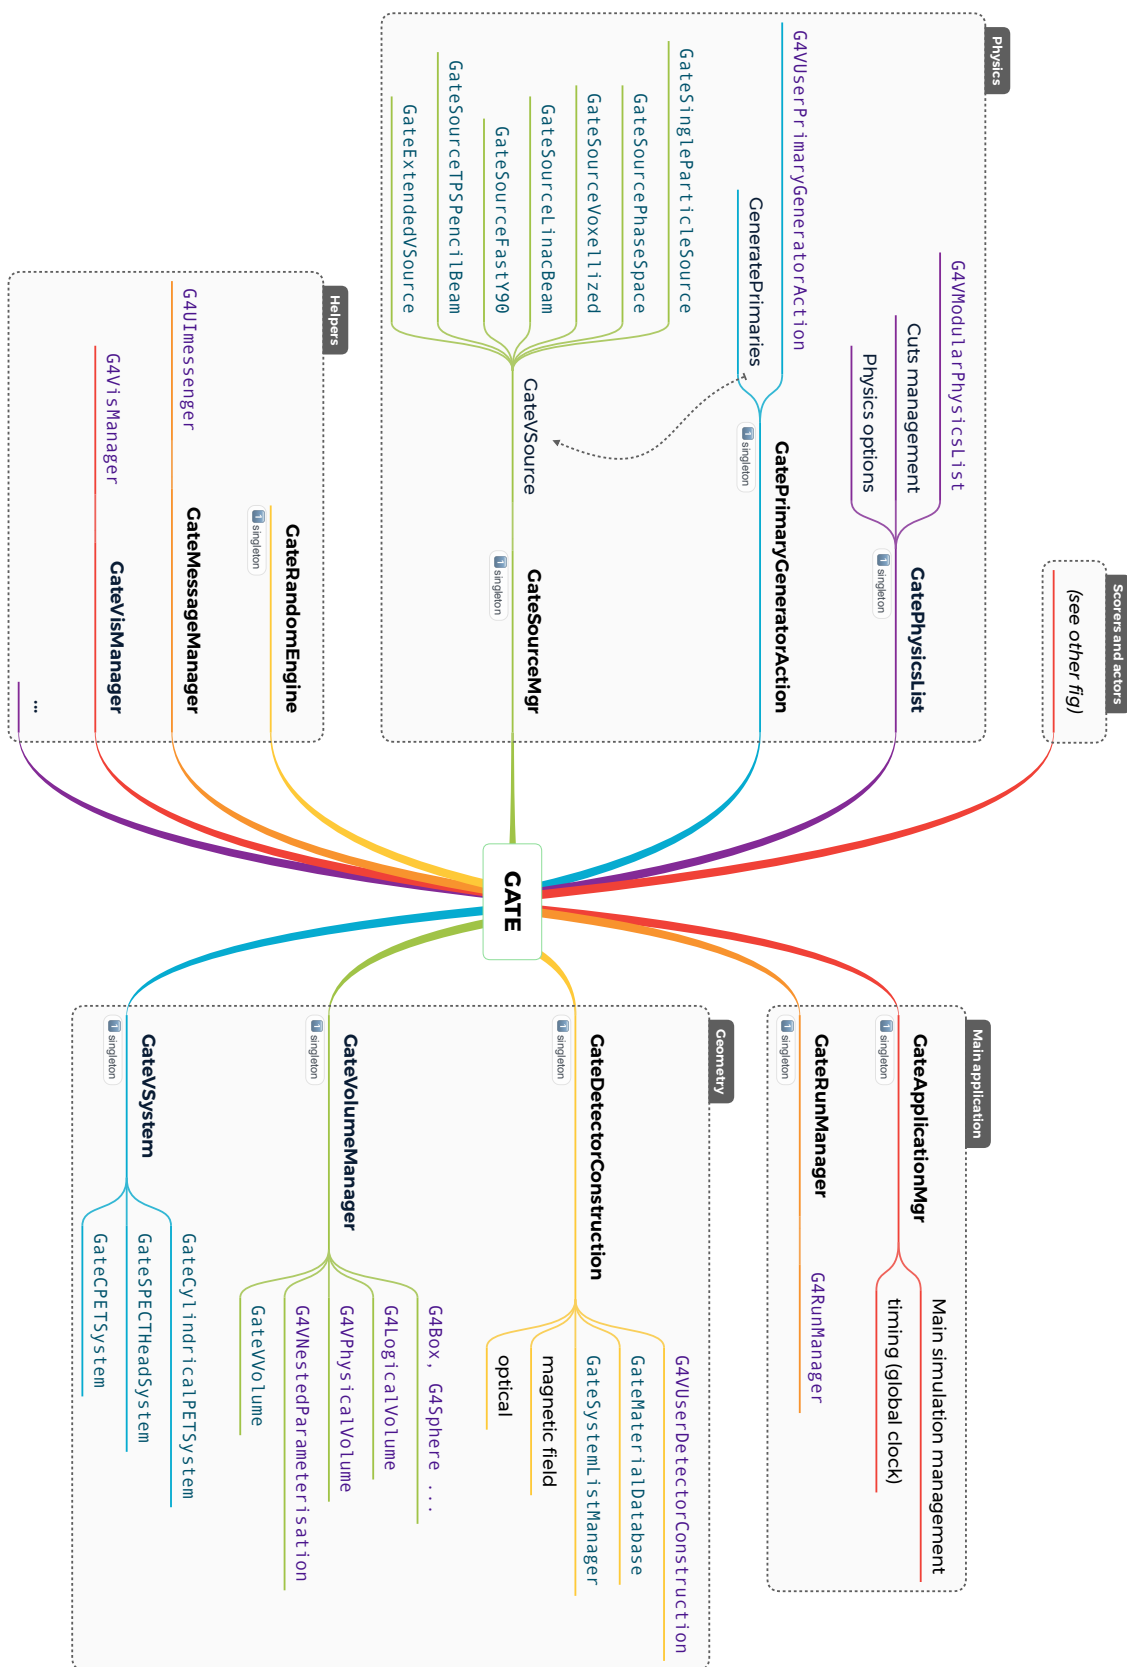 Scorers and actors
(see other fig)
Physics
G4VModularPhysicsList
Cuts management
Physics options
GatePhysicsList
singleton
G4VUserPrimaryGeneratorAction
GeneratePrimaries
GatePrimaryGeneratorAction
singleton
GateSingleParticleSource
GateSourcePhaseSpace
GateSourceVoxellized
GateSourceLinacBeam
GateSourceFastY90
GateSourceTPSPencilBeam
GateExtendedVSource
GateVSource
GateSourceMgr
singleton
Helpers
GateRandomEngine
singleton
G4UImessenger
GateMessageManager
G4VisManager
GateVisManager
...
GATE
Main application
GateApplicationMgr
singleton
Main simulation management
timing (global clock)
GateRunManager
singleton
G4RunManager
Geometry
GateDetectorConstruction
singleton
G4VUserDetectorConstruction
GateMaterialDatabase
GateSystemListManager
magnetic field
optical
GateVolumeManager
singleton
G4Box, G4Sphere ...
G4LogicalVolume
G4VPhysicalVolume
G4VNestedParameterisation
GateVVolume
GateVSystem
singleton
GateCylindricalPETSystem
GateSPECTHeadSystem
GateCPETSystem